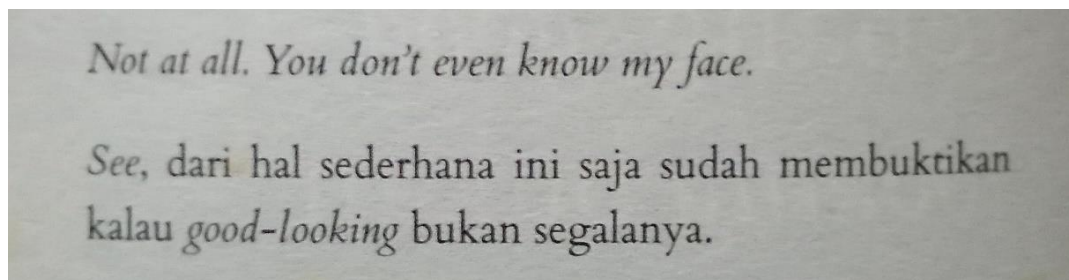 Not at all. You don't even know my face.
See, dari hal sederhana ini saja sudah membuktikan
kalau good-looking bukan segalanya.